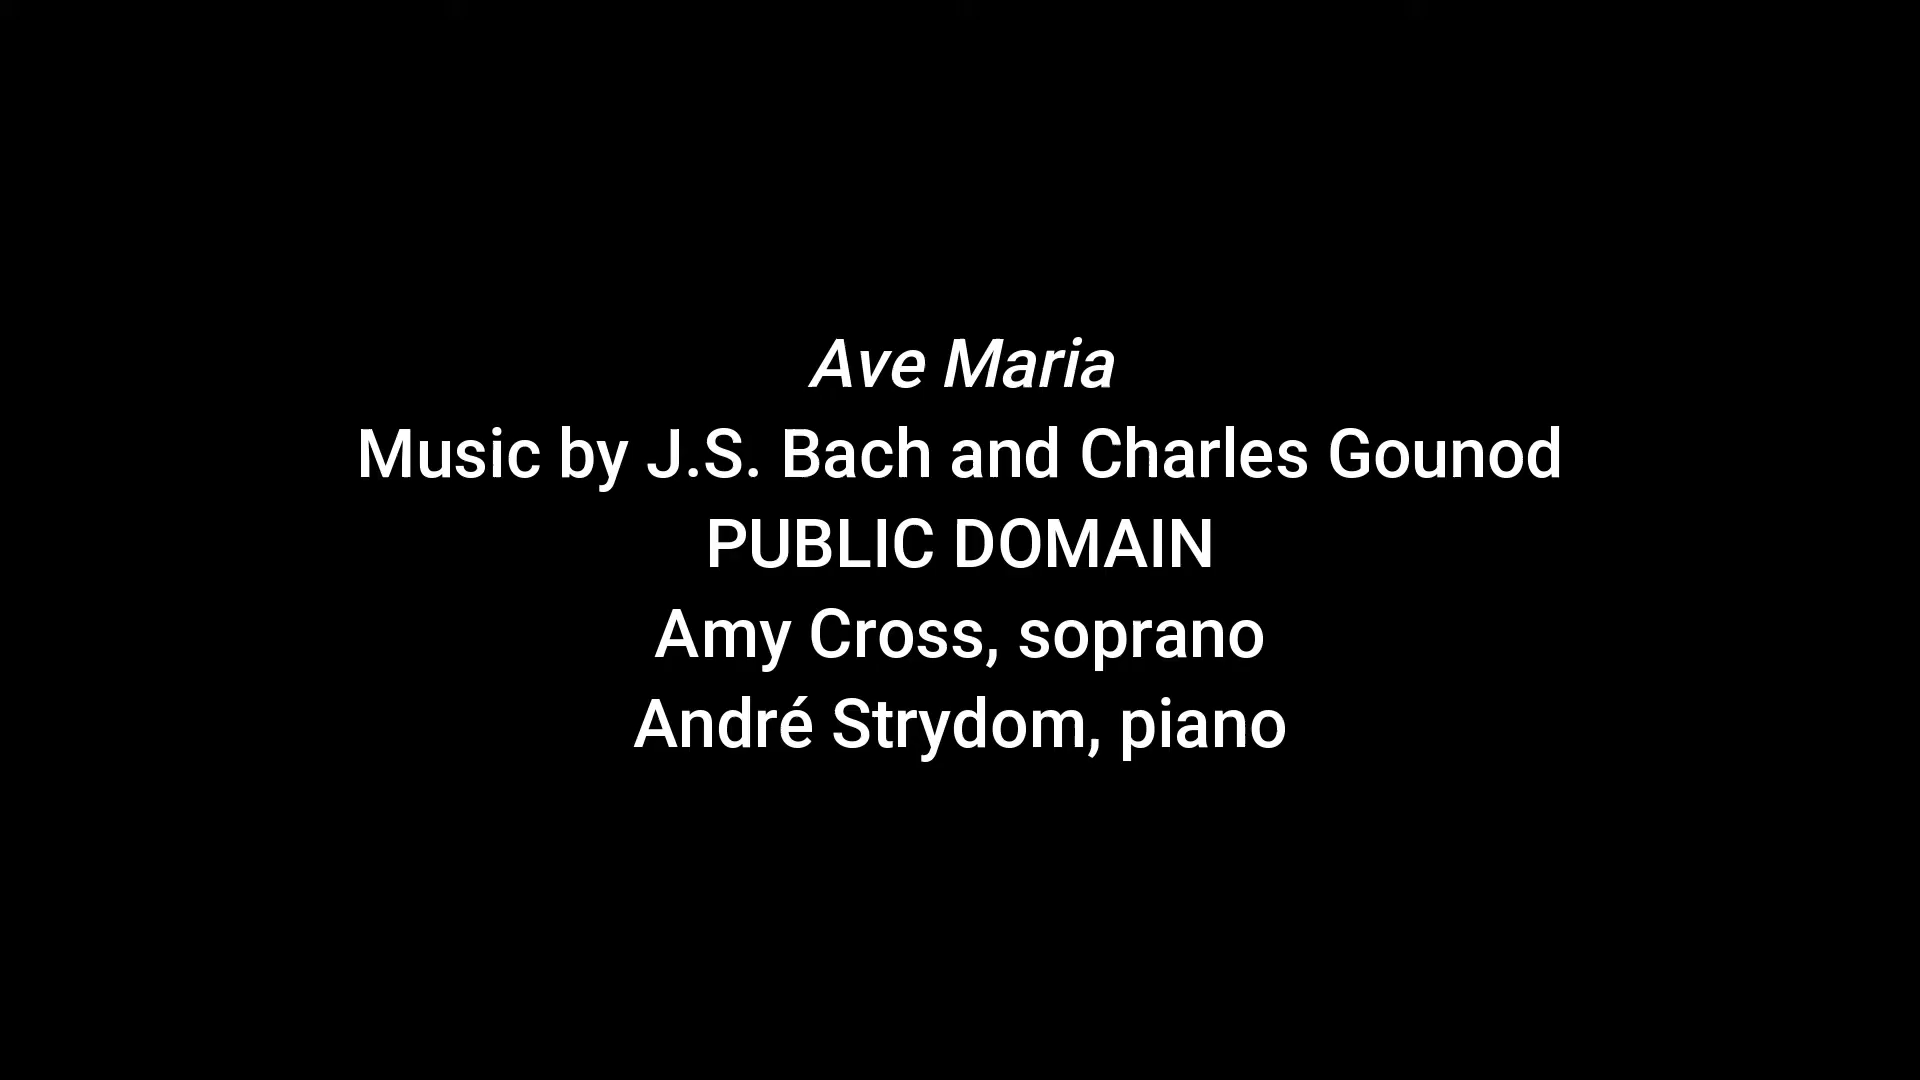 Ave Maria
Music by J.S. Bach and Charles Gounod
PUBLIC DOMAIN
Amy Cross, soprano
André Strydom, piano